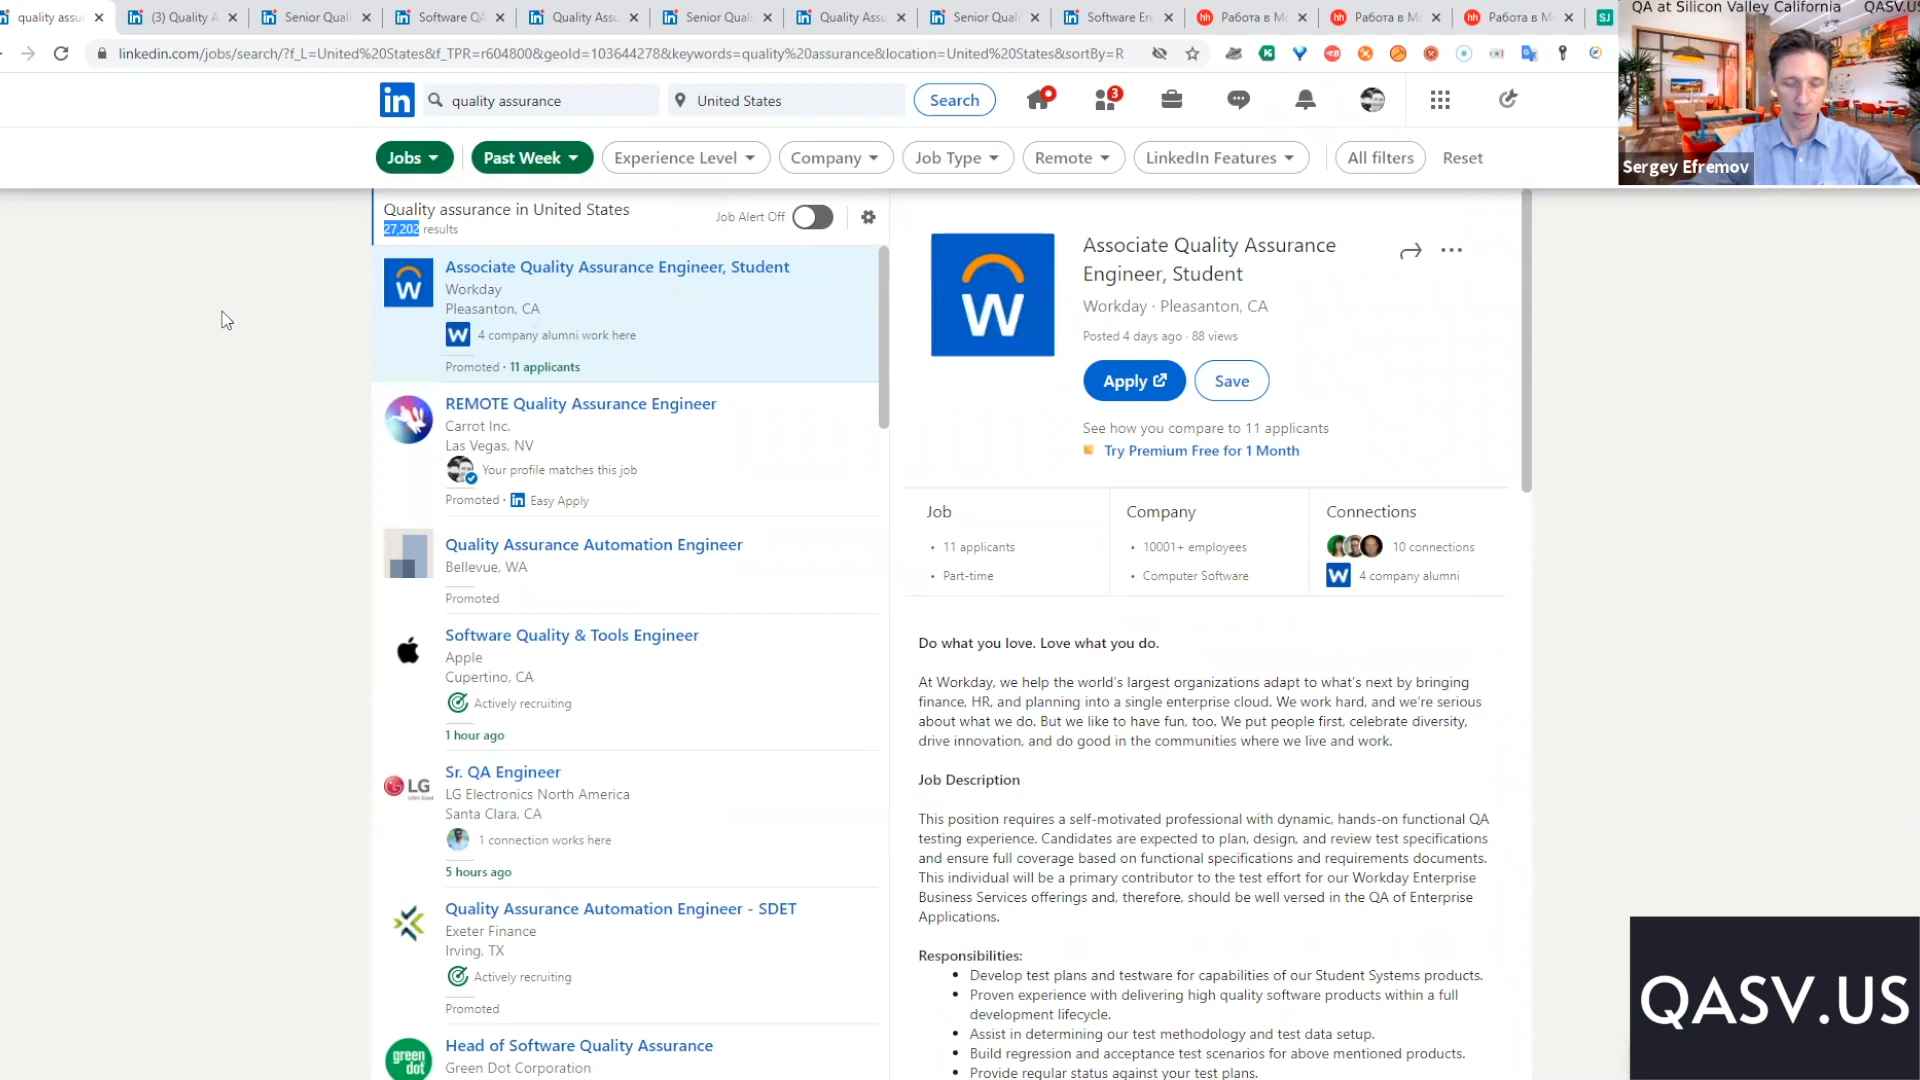 quality assu
(3) Quality A
Senior Quali
Software QA
Quality Assu
Senior Quali
Quality Assu
Senior Quali
Software En
Работа в Мо
Работа в Мо
Работа в М
SJ
QA at Silicon Valley California QASV.US
linkedin.com/jobs/search/?f_L=United%20States&f_TPR=r604800&geoId=103644278&keywords=quality%20assurance&location=United%20States&sortBy=R
quality assurance
United States
Search
3
Sergey Efremov
Jobs
Past Week
Experience Level
Company
Job Type
Remote
LinkedIn Features
All filters
Reset
Quality assurance in United States
27,202 results
Job Alert Off
Associate Quality Assurance Engineer, Student
Workday
Pleasanton, CA
4 company alumni work here
Promoted · 11 applicants
REMOTE Quality Assurance Engineer
Carrot Inc.
Las Vegas, NV
Your profile matches this job
Promoted · Easy Apply
Quality Assurance Automation Engineer
Bellevue, WA
Promoted
Software Quality & Tools Engineer
Apple
Cupertino, CA
Actively recruiting
1 hour ago
LG
Sr. QA Engineer
LG Electronics North America
Santa Clara, CA
1 connection works here
5 hours ago
Quality Assurance Automation Engineer - SDET
Exeter Finance
Irving, TX
Actively recruiting
Promoted
green dot
Head of Software Quality Assurance
Green Dot Corporation
Associate Quality Assurance
Engineer, Student
Workday · Pleasanton, CA
Posted 4 days ago · 88 views
Apply
Save
See how you compare to 11 applicants
Try Premium Free for 1 Month
Job
• 11 applicants
• Part-time
Company
• 10001+ employees
• Computer Software
Connections
10 connections
4 company alumni
Do what you love. Love what you do.
At Workday, we help the world's largest organizations adapt to what's next by bringing
finance, HR, and planning into a single enterprise cloud. We work hard, and we're serious
about what we do. But we like to have fun, too. We put people first, celebrate diversity,
drive innovation, and do good in the communities where we live and work.
Job Description
This position requires a self-motivated professional with dynamic, hands-on functional QA
testing experience. Candidates are expected to plan, design, and review test specifications
and ensure full coverage based on functional specifications and requirements documents.
This individual will be a primary contributor to the test effort for our Workday Enterprise
Business Services offerings and, therefore, should be well versed in the QA of Enterprise
Applications.
Responsibilities:
• Develop test plans and testware for capabilities of our Student Systems products.
• Proven experience with delivering high quality software products within a full
development lifecycle.
• Assist in determining our test methodology and test data setup.
• Build regression and acceptance test scenarios for above mentioned products.
• Provide regular status against your test plans.
QASV.US